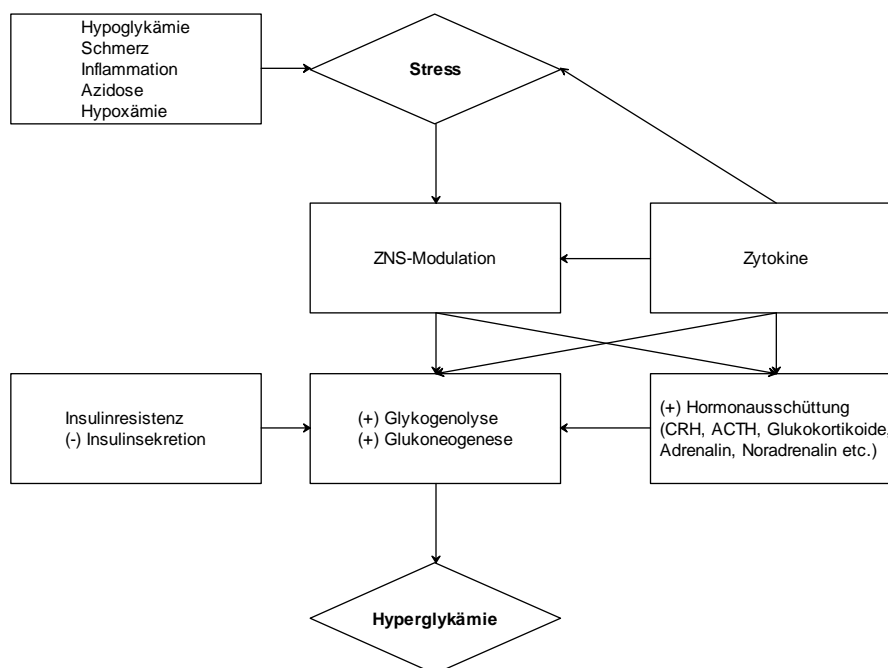 Hypoglykämie
Schmerz
Inflammation
Azidose
Hypoxämie
Stress
ZNS-Modulation
Zytokine
Insulinresistenz
(-) Insulinsekretion
(+) Glykogenolyse
(+) Glukoneogenese
(+) Hormonausschüttung
(CRH, ACTH, Glukokortikoide,
Adrenalin, Noradrenalin etc.)
Hyperglykämie